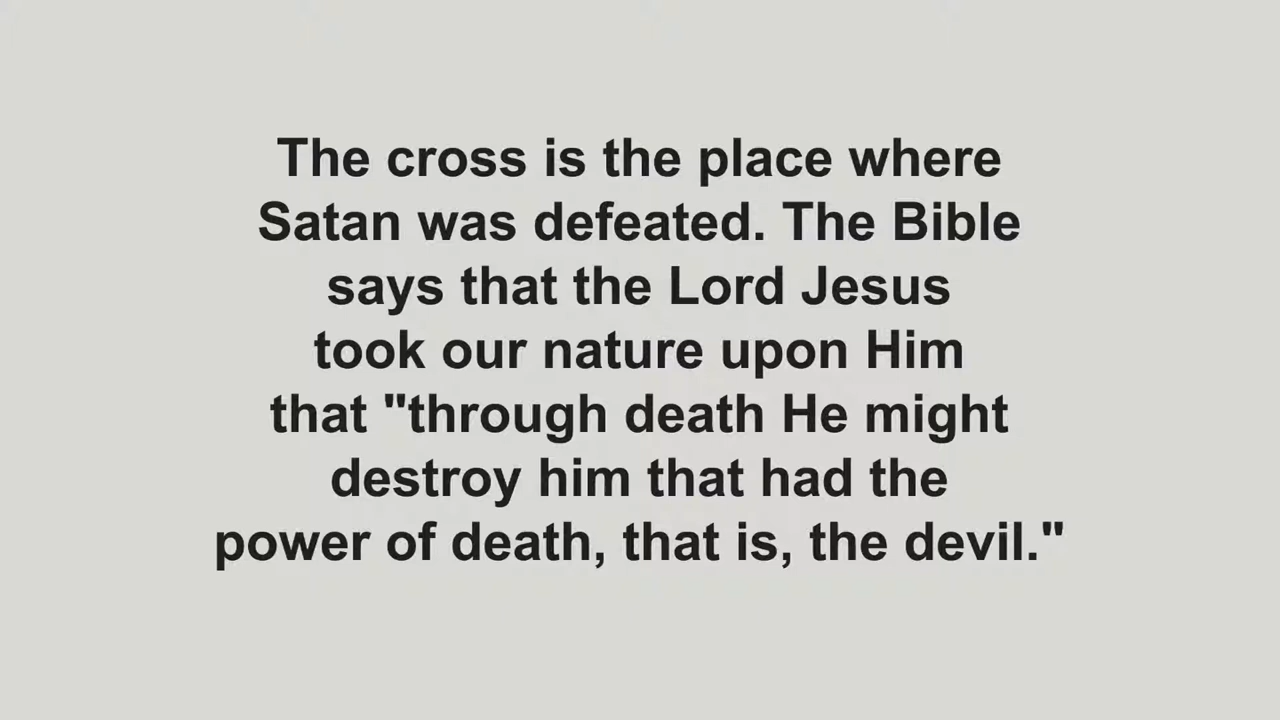 The cross is the place where
Satan was defeated. The Bible
says that the Lord Jesus
took our nature upon Him
that "through death He might
destroy him that had the
power of death, that is, the devil."